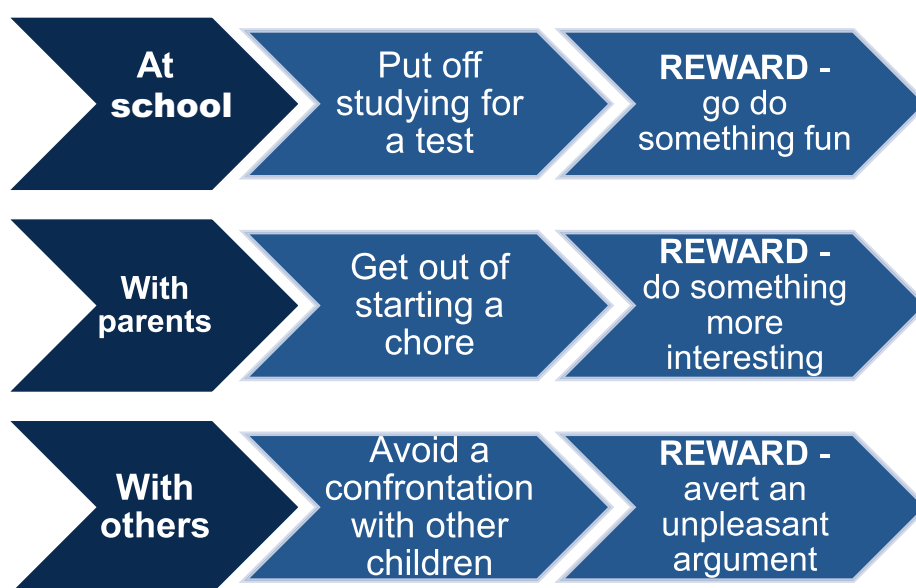 At
school
Put off
studying for
a test
REWARD -
go do
something fun
With
parents
Get out of
starting a
chore
REWARD -
do something
more
interesting
With
others
Avoid a
confrontation
with other
children
REWARD -
avert an
unpleasant
argument